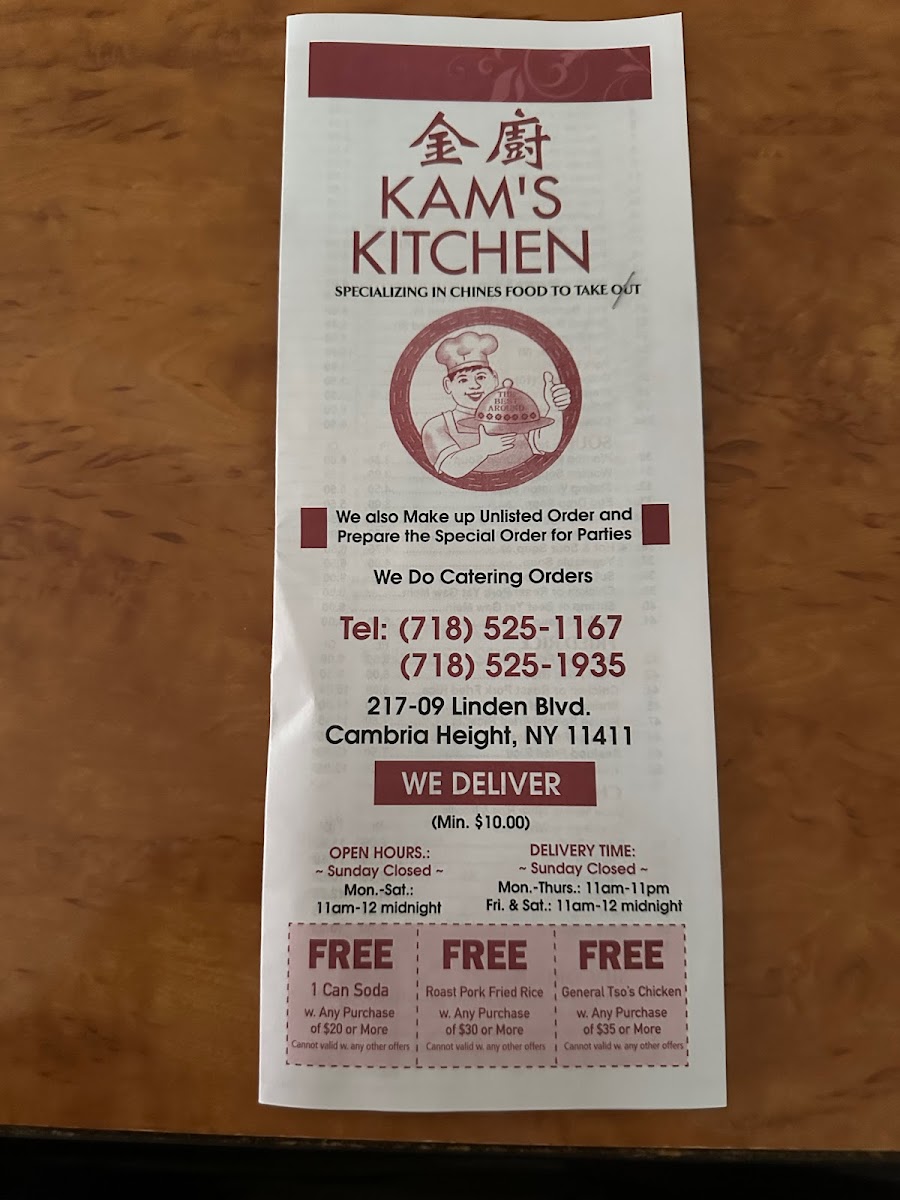 金廚
KAM'S
KITCHEN
SPECIALIZING IN CHINES FOOD TO TAKE OUT
THE
BEST
AROUND
We also Make up Unlisted Order and
Prepare the Special Order for Parties
We Do Catering Orders
Tel: (718) 525-1167
(718) 525-1935
217-09 Linden Blvd.
Cambria Height, NY 11411
WE DELIVER
(Min. $10.00)
OPEN HOURS.:
~ Sunday Closed ~
Mon.-Sat.:
11am-12 midnight
DELIVERY TIME:
~ Sunday Closed ~
Mon.-Thurs.: 11am-11pm
Fri. & Sat.: 11am-12 midnight
FREE
1 Can Soda
w. Any Purchase
of $20 or More
Cannot valid w. any other offers
FREE
Roast Pork Fried Rice
w. Any Purchase
of $30 or More
Cannot valid w. any other offers
FREE
General Tso's Chicken
w. Any Purchase
of $35 or More
Cannot valid w. any other offers